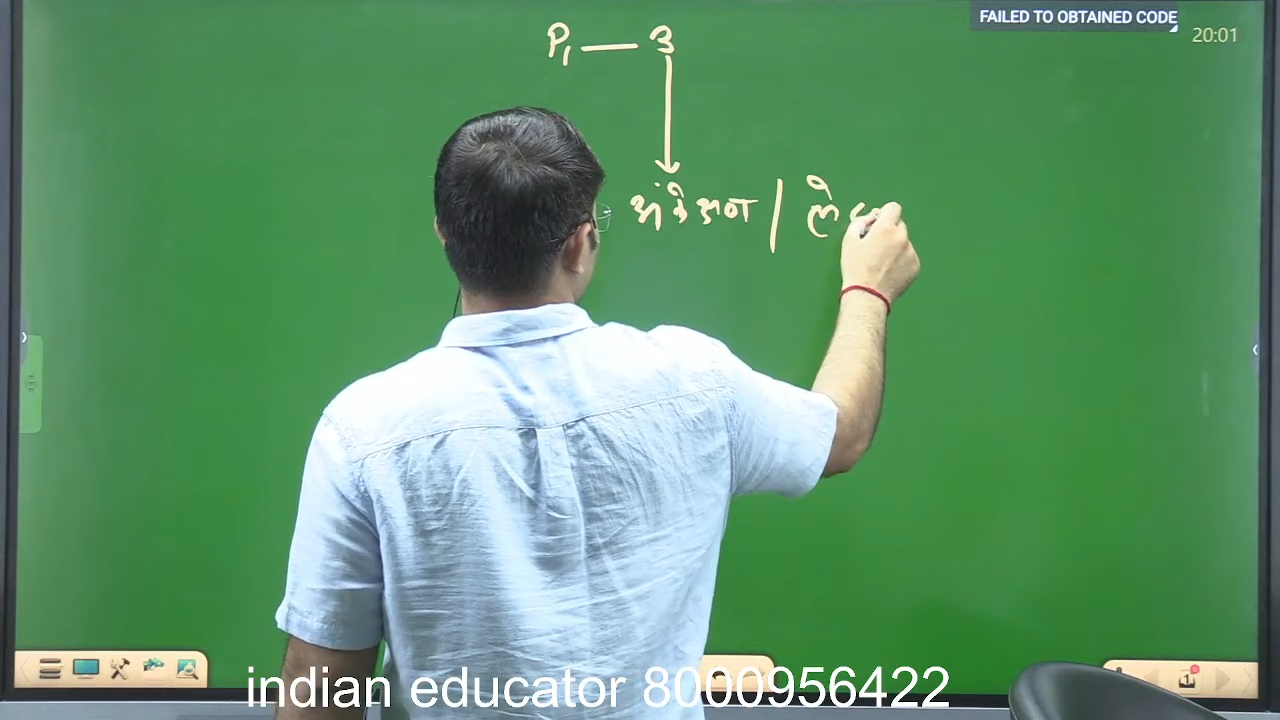 FAILED TO OBTAINED CODE
20:01
P₁ — 3
अंकेक्षण / ले
indian educator 8000956422